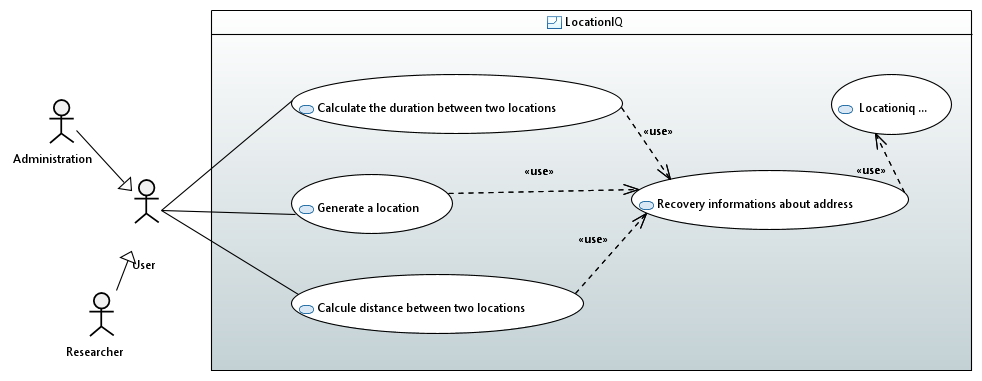 LocationIQ
Calculate the duration between two locations
Locationiq ...
«use»
Administration
«use»
«use»
Generate a location
Recovery informations about address
«use»
User
Calcule distance between two locations
Researcher